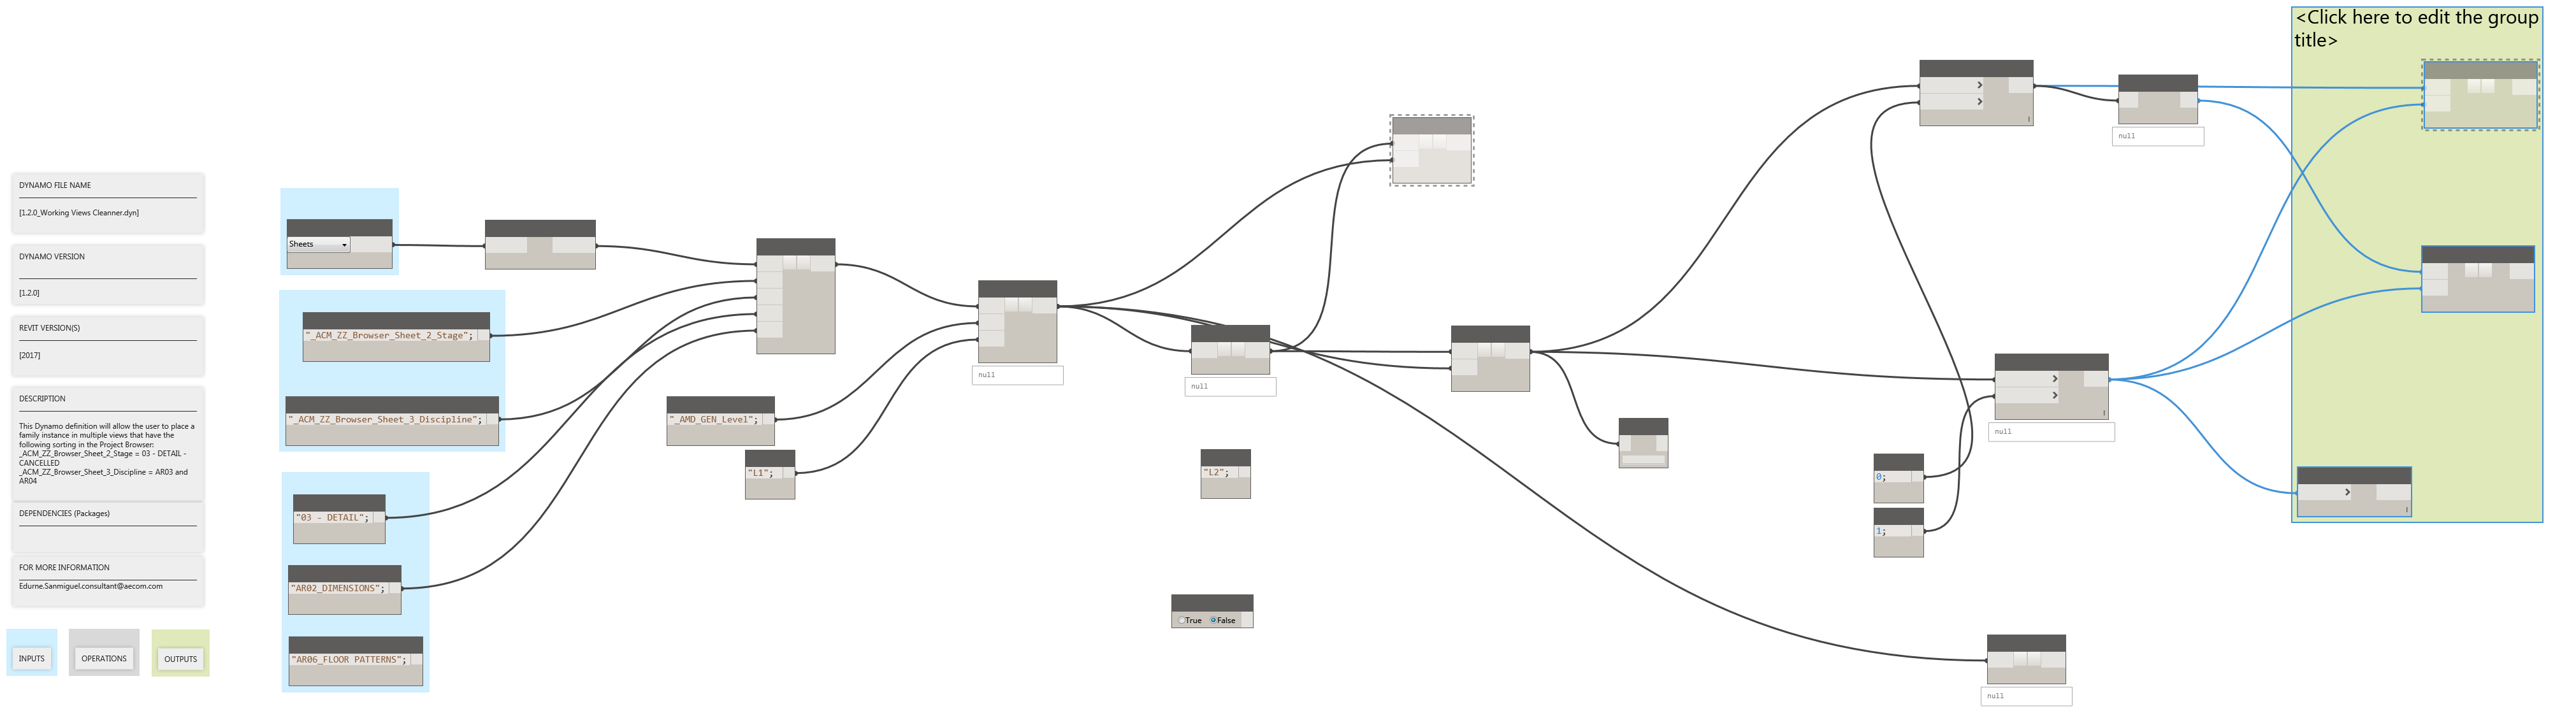 DYNAMO FILE NAME
[1.2.0_Working Views Cleanner.dyn]
DYNAMO VERSION
[1.2.0]
REVIT VERSION(S)
[2017]
DESCRIPTION
This Dynamo definition will allow the user to place a
family instance in multiple views that have the
following sorting in the Project Browser:
_ACM_ZZ_Browser_Sheet_2_Stage = 03 - DETAIL -
CANCELLED
_ACM_ZZ_Browser_Sheet_3_Discipline = AR03 and
AR04
DEPENDENCIES (Packages)
FOR MORE INFORMATION
Edurne.Sanmiguel.consultant@aecom.com
INPUTS
OPERATIONS
OUTPUTS
Sheets
"_ACM_ZZ_Browser_Sheet_2_Stage";
"_ACM_ZZ_Browser_Sheet_3_Discipline";
"03 - DETAIL";
"AR02_DIMENSIONS";
"AR06_FLOOR PATTERNS";
"_AMD_GEN_Level";
"L1";
null
null
"L2";
True False
0;
1;
null
null
null
<Click here to edit the group
title>